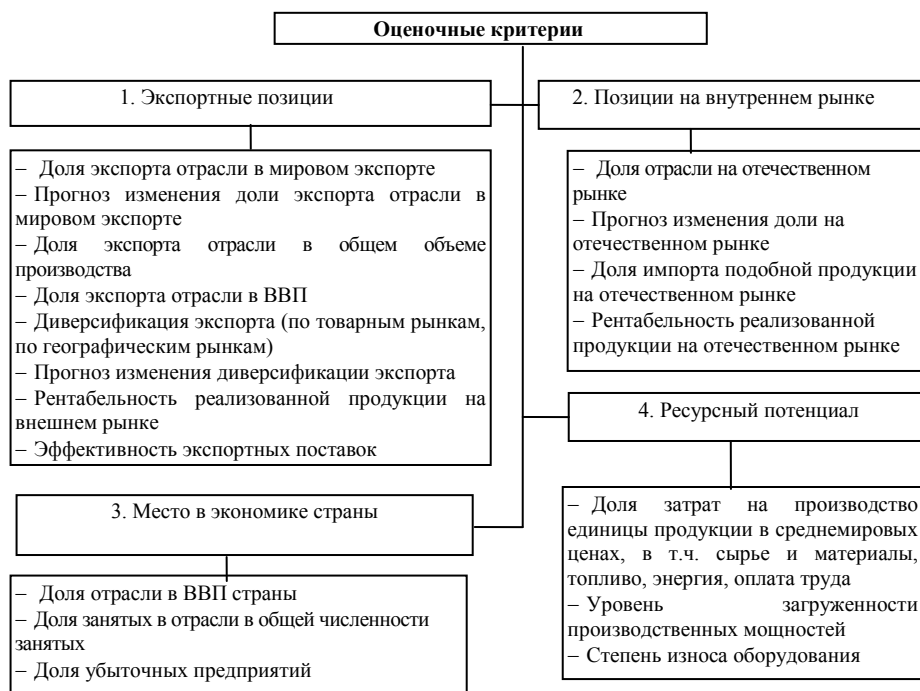 Оценочные критерии
1. Экспортные позиции
– Доля экспорта отрасли в мировом экспорте
– Прогноз изменения доли экспорта отрасли в
мировом экспорте
– Доля экспорта отрасли в общем объеме
производства
– Доля экспорта отрасли в ВВП
– Диверсификация экспорта (по товарным рынкам,
по географическим рынкам)
– Прогноз изменения диверсификации экспорта
– Рентабельность реализованной продукции на
внешнем рынке
– Эффективность экспортных поставок
2. Позиции на внутреннем рынке
– Доля отрасли на отечественном
рынке
– Прогноз изменения доли на
отечественном рынке
– Доля импорта подобной продукции
на отечественном рынке
– Рентабельность реализованной
продукции на отечественном рынке
3. Место в экономике страны
– Доля отрасли в ВВП страны
– Доля занятых в отрасли в общей численности
занятых
– Доля убыточных предприятий
4. Ресурсный потенциал
– Доля затрат на производство
единицы продукции в среднемировых
ценах, в т.ч. сырье и материалы,
топливо, энергия, оплата труда
– Уровень загруженности
производственных мощностей
– Степень износа оборудования